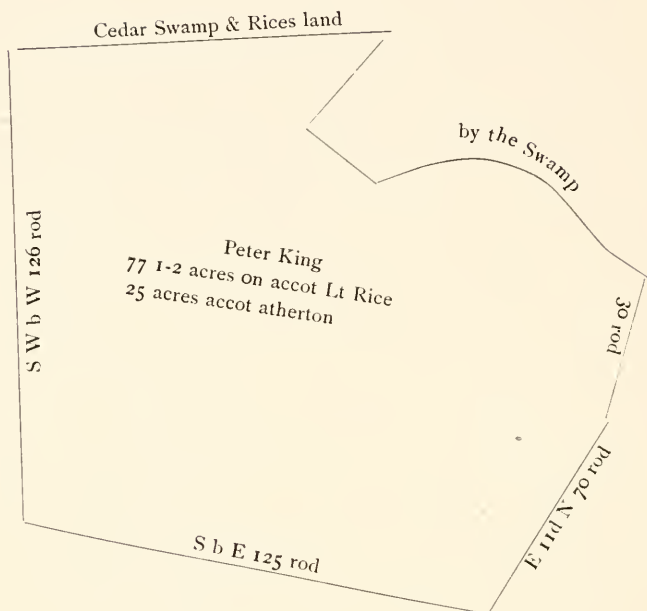 Cedar Swamp & Rices land
by the Swamp
S W b W 126 rod
Peter King
77 1-2 acres on accot Lt Rice
25 acres accot atherton
30 rod
E 11d N 70 rod
S b E 125 rod